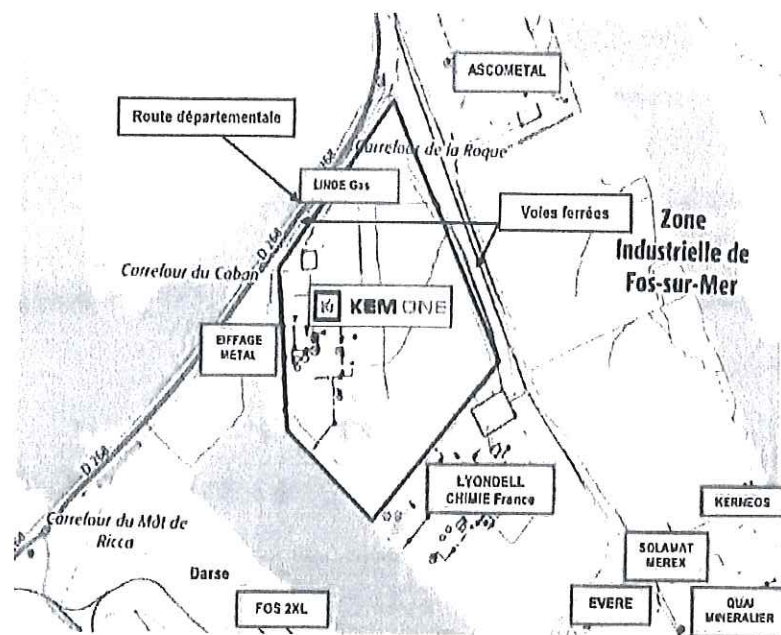 ASCOMETAL
Route départementale
Carrefour de la Roque
LINDE Gas
Voies ferrées
Zone
Industrielle de
Fos-sur-Mer
D 268
Carrefour du Caban
KEM ONE
EIFFAGE
METAL
D 268
LYONDELL
CHIMIE France
KERNEOS
Carrefour du Môt de
Ricca
SOLAMAT
MEREX
Darse
FOS 2XL
EVERE
QUAI
MINERALIER